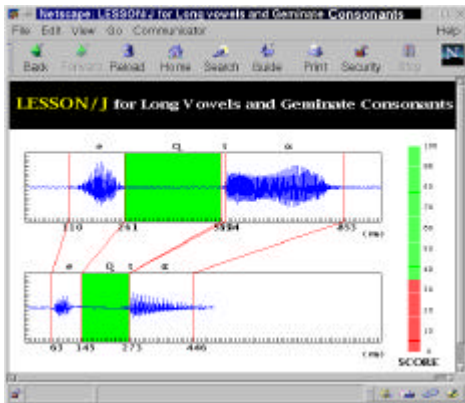 Netscape: LESSON/J for Long vowels and Geminate Consonants
File Edit View Go Communicator Help
Back Forward Reload Home Search Guide Print Security Stop
N
LESSON/J for Long Vowels and Geminate Consonants
e Q t a
110 261 853
(ms)
e Q t a
63 145 273 446
(ms)
100
90
80
70
60
50
40
30
20
10
0
SCORE